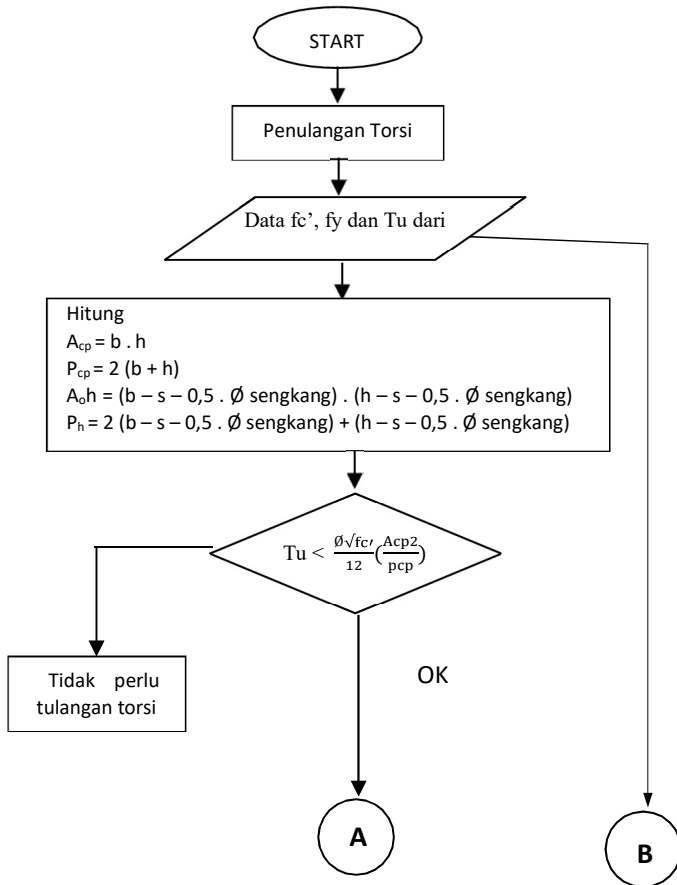 START
Penulangan Torsi
Data fc’, fy dan Tu dari
Hitung
Acp = b . h
Pcp = 2 (b + h)
Aoh = (b – s – 0,5 . Ø sengkang) . (h – s – 0,5 . Ø sengkang)
Ph = 2 (b – s – 0,5 . Ø sengkang) + (h – s – 0,5 . Ø sengkang)
Tu < Ø√fc′/12 (Acp2/pcp)
Tidak perlu
tulangan torsi
OK
A
B